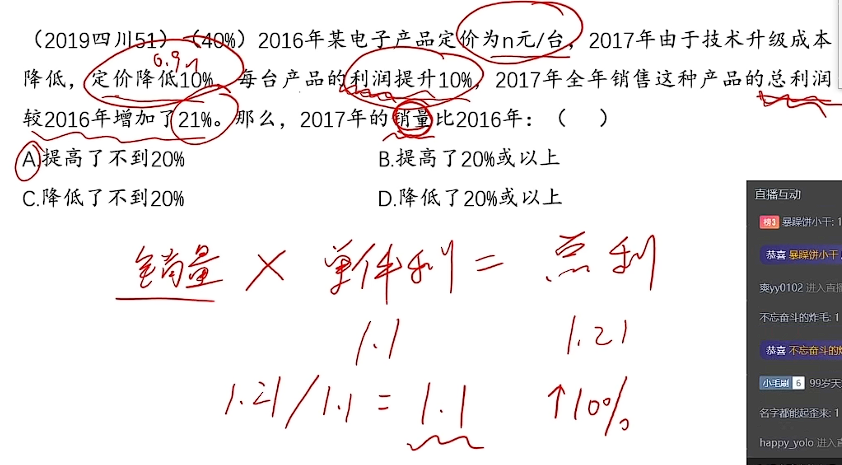 （2019四川51）（40%）2016年某电子产品定价为n元/台，2017年由于技术升级成本
降低，定价降低10%，每台产品的利润提升10%，2017年全年销售这种产品的总利润
较2016年增加了21%。那么，2017年的销量比2016年：（ ）
0.9n
A.提高了不到20%
B.提高了20%或以上
C.降低了不到20%
D.降低了20%或以上
销量 × 单件利 = 总利
1.1
1.21
1.21/1.1 = 1.1 ↑10%
直播互动
榜3 暴躁饼小干: 1
恭喜 暴躁饼小干
奭yy0102 进入直播
不忘奋斗的炸毛: 1
恭喜 不忘奋斗的
小毛刷 6 99岁天
名字都能起歪来: 1
happy_yolo 进入直